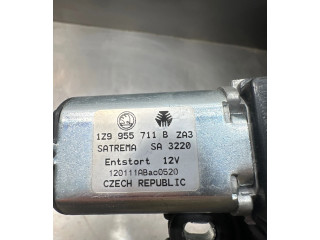 1Z9 955 711 B ZA3
SATREMA SA 3220
Entstort 12V
120111ABac0520
CZECH REPUBLIC